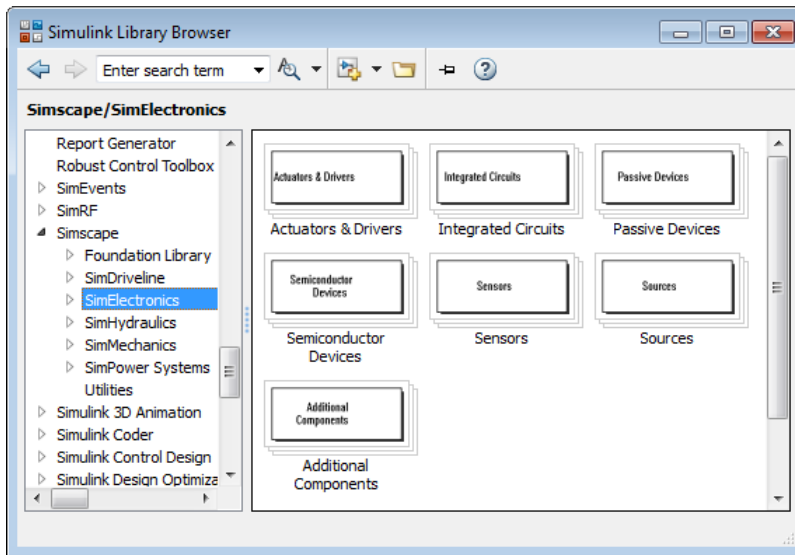 Simulink Library Browser
Enter search term
Simscape/SimElectronics
Report Generator
Robust Control Toolbox
SimEvents
SimRF
Simscape
Foundation Library
SimDriveline
SimElectronics
SimHydraulics
SimMechanics
SimPower Systems
Utilities
Simulink 3D Animation
Simulink Coder
Simulink Control Design
Simulink Design Optimiza
Actuators & Drivers
Integrated Circuits
Passive Devices
Actuators & Drivers
Integrated Circuits
Passive Devices
Semiconductor
Devices
Sensors
Sources
Semiconductor
Devices
Sensors
Sources
Additional
Components
Additional
Components